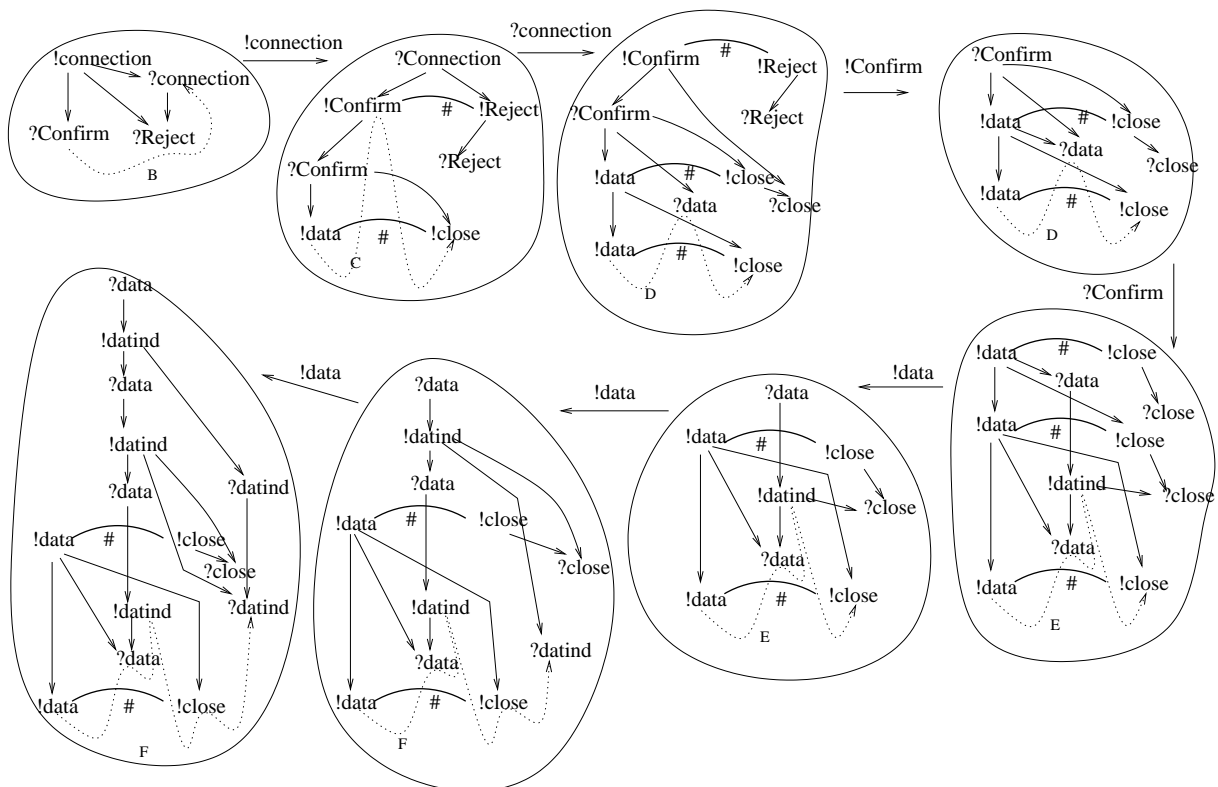 !connection
?connection
?Confirm
?Reject
B
!connection
?Connection
!Confirm
#
!Reject
?Reject
?Confirm
!data
#
!close
C
?connection
!Confirm
#
!Reject
?Reject
?Confirm
!data
#
!close
?data
?close
!data
#
!close
D
!Confirm
?Confirm
!data
#
!close
?data
?close
!data
#
!close
D
?Confirm
!data
#
!close
?data
?close
!data
#
!close
!datind
?close
?data
!data
#
!close
E
!data
?data
!data
#
!close
!datind
?close
?data
!data
#
!close
E
!data
?data
!datind
?data
!data
#
!close
?close
!datind
?data
?datind
!data
#
!close
F
!data
?data
!datind
?data
!datind
?data
?datind
!data
#
!close
?close
!datind
?datind
?data
!data
#
!close
F